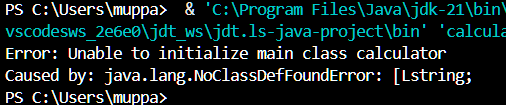 PS C:\Users\muppa>  & 'C:\Program Files\Java\jdk-21\bin\
vscodesws_2e6e0\jdt_ws\jdt.ls-java-project\bin' 'calcula
Error: Unable to initialize main class calculator
Caused by: java.lang.NoClassDefFoundError: [Lstring;
PS C:\Users\muppa>